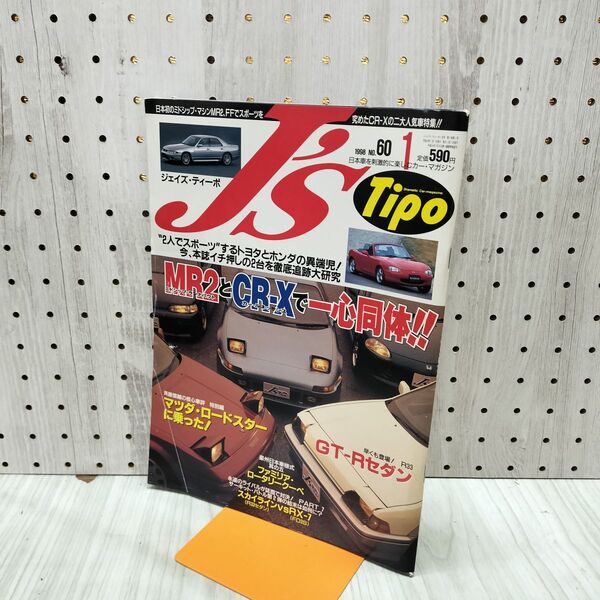 日本初のミドシップ・マシンMR2、FFでスポーツを
究めたCR-Xの二大人気車特集!!
J's
Tipo
1998 NO.60
1
定価590円
日本車を刺激的に楽しむカー・マガジン
ジェイズ・ティーポ
"2人でスポーツ"するトヨタとホンダの異端児!
今、本誌イチ押しの2台を徹底追跡大研究
MR2とCR-Xで一心同体!!
マツダ・ロードスター
に乗った!
早くも登場! R33
GT-Rセダン
ファミリア・
ロータリークーペ
PART.7
スカイラインvsRX-7